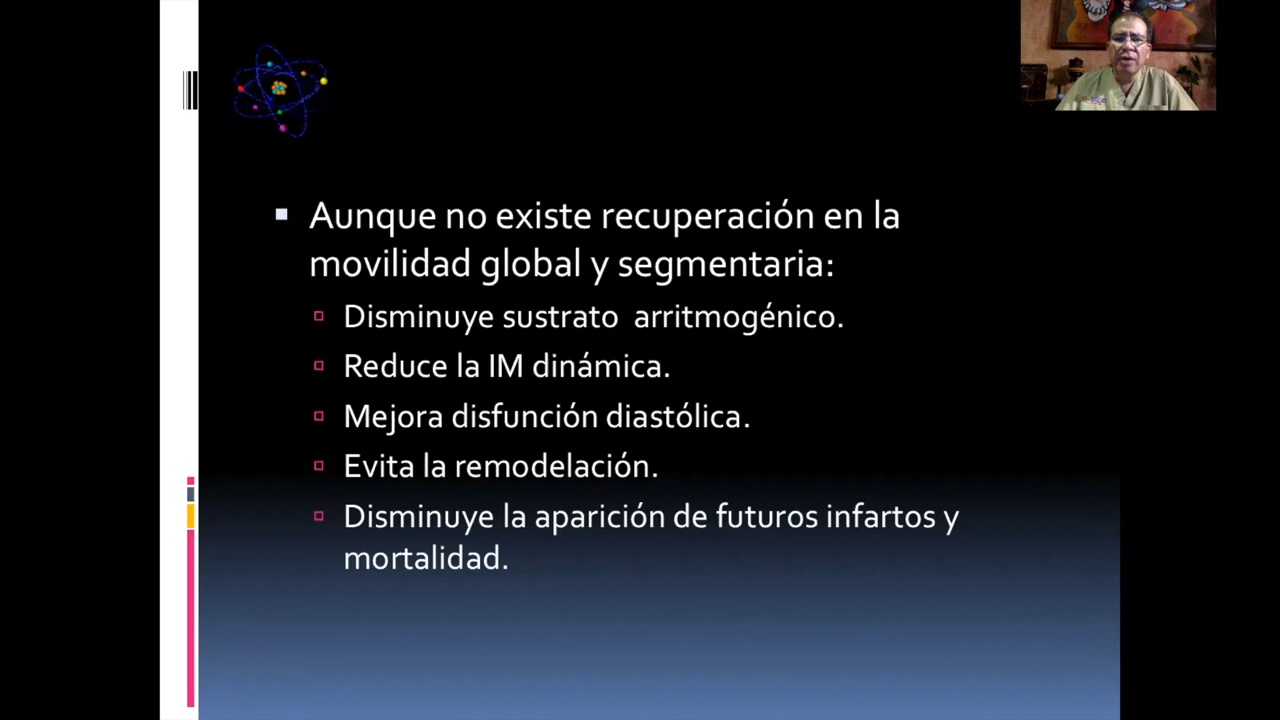 Aunque no existe recuperación en la
movilidad global y segmentaria:
Disminuye sustrato arritmogénico.
Reduce la IM dinámica.
Mejora disfunción diastólica.
Evita la remodelación.
Disminuye la aparición de futuros infartos y
mortalidad.